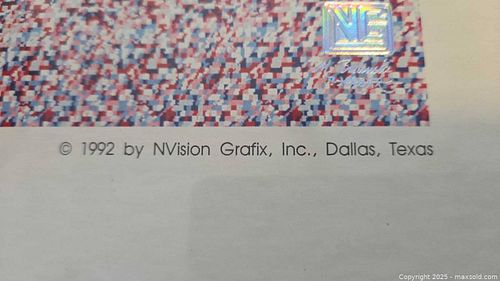 NE
© 1992 by NVision Grafix, Inc., Dallas, Texas
Copyright © 2025 - maxsold.com